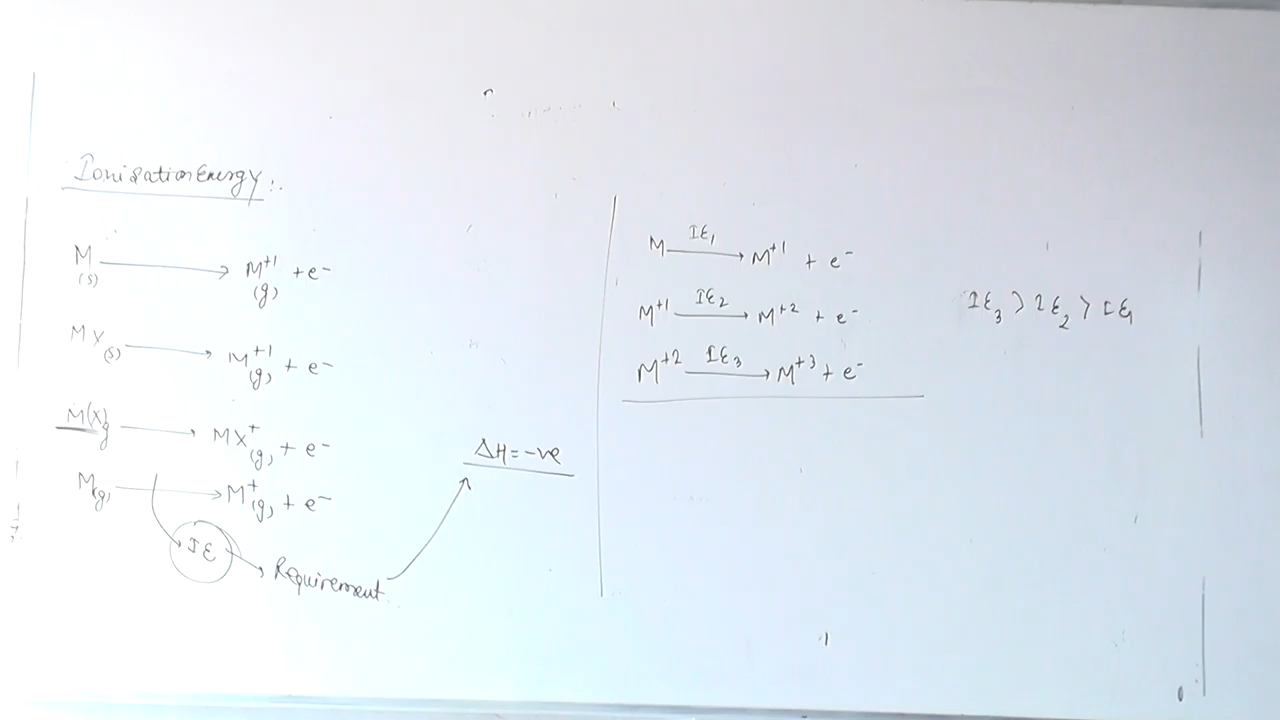 Ionisation Energy :.
M(s) ⟶ M⁺¹(g) + e⁻
MX(s) ⟶ M⁺¹(g) + e⁻
M(X)g ⟶ MX⁺(g) + e⁻
M(g) ⟶ M⁺(g) + e⁻
IE → Requirement
ΔH = -ve
M —IE₁→ M⁺¹ + e⁻
M⁺¹ —IE₂→ M⁺² + e⁻
M⁺² —IE₃→ M⁺³ + e⁻
IE₃ > IE₂ > IE₁